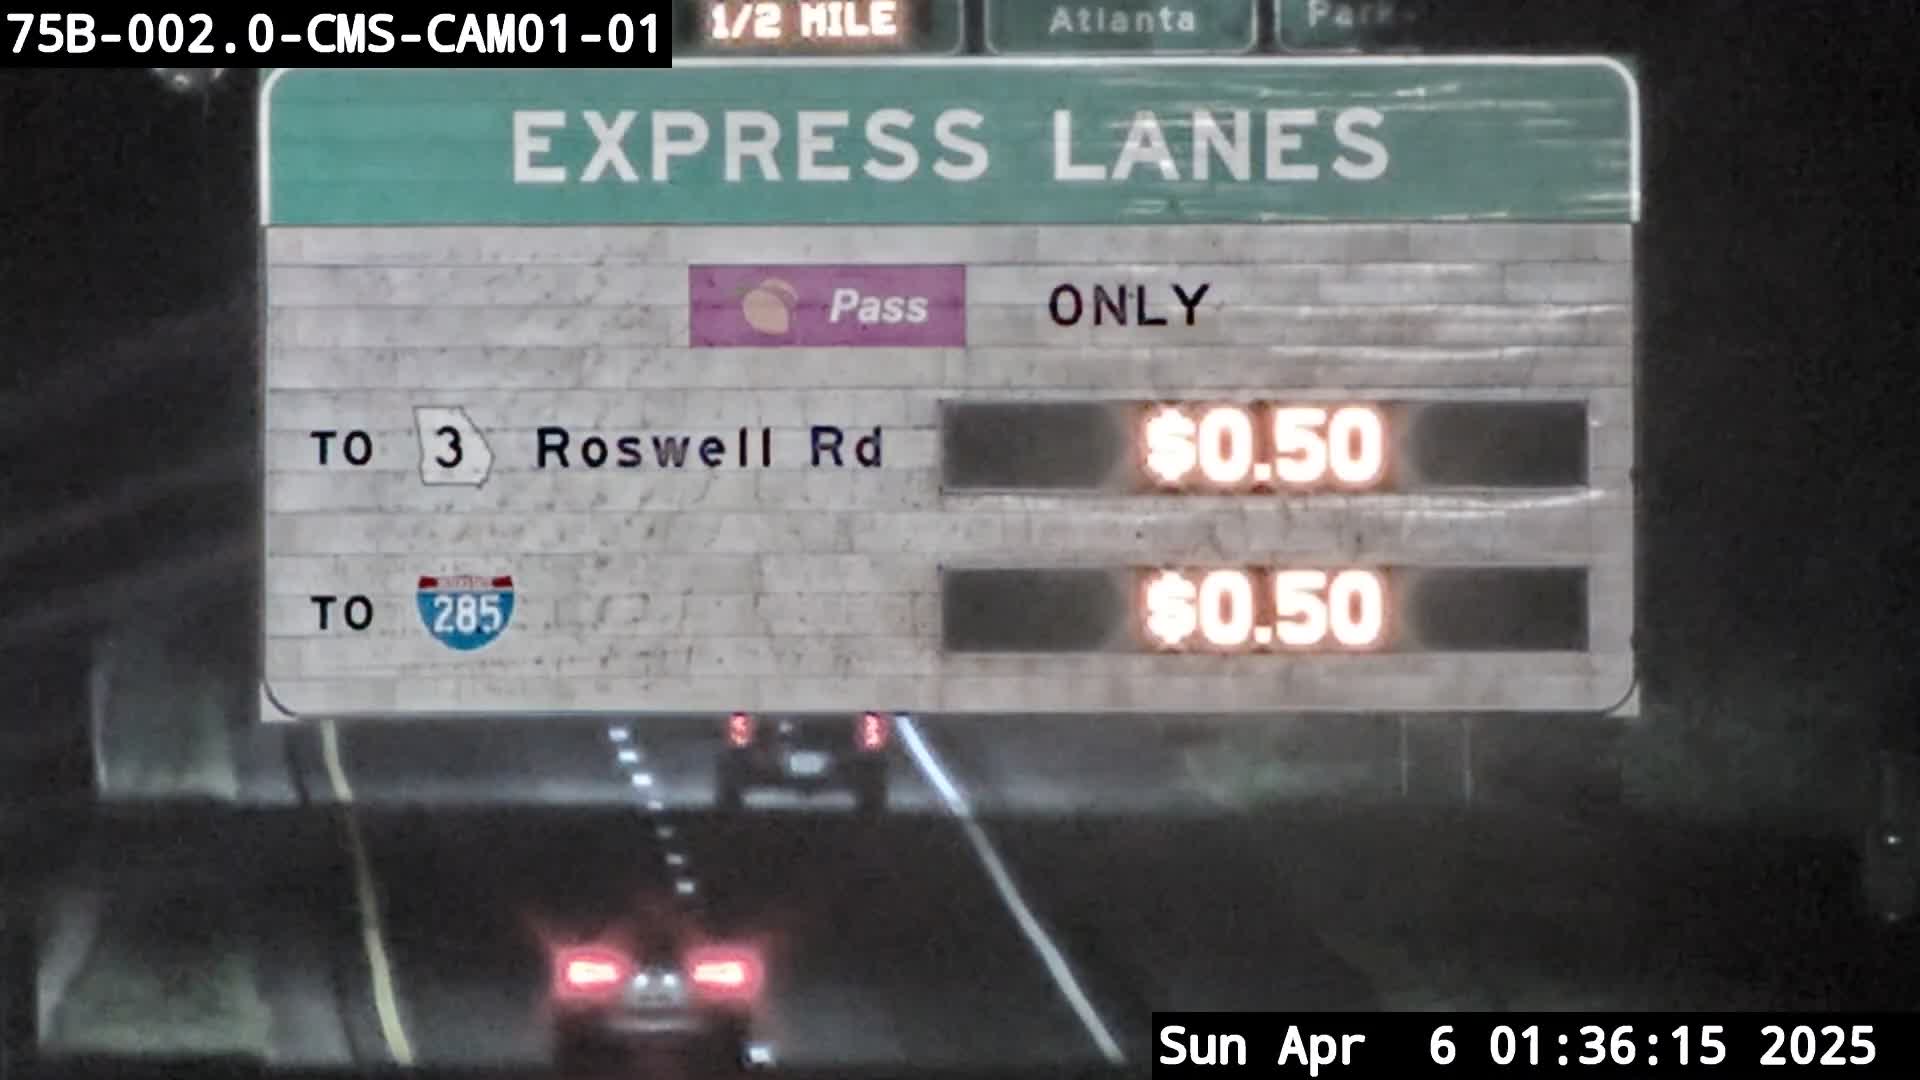 75B-002.0-CMS-CAM01-01
1/2 MILE
Atlanta
Park
EXPRESS LANES
Pass ONLY
TO 3 Roswell Rd $0.50
TO 285 $0.50
Sun Apr 6 01:36:15 2025